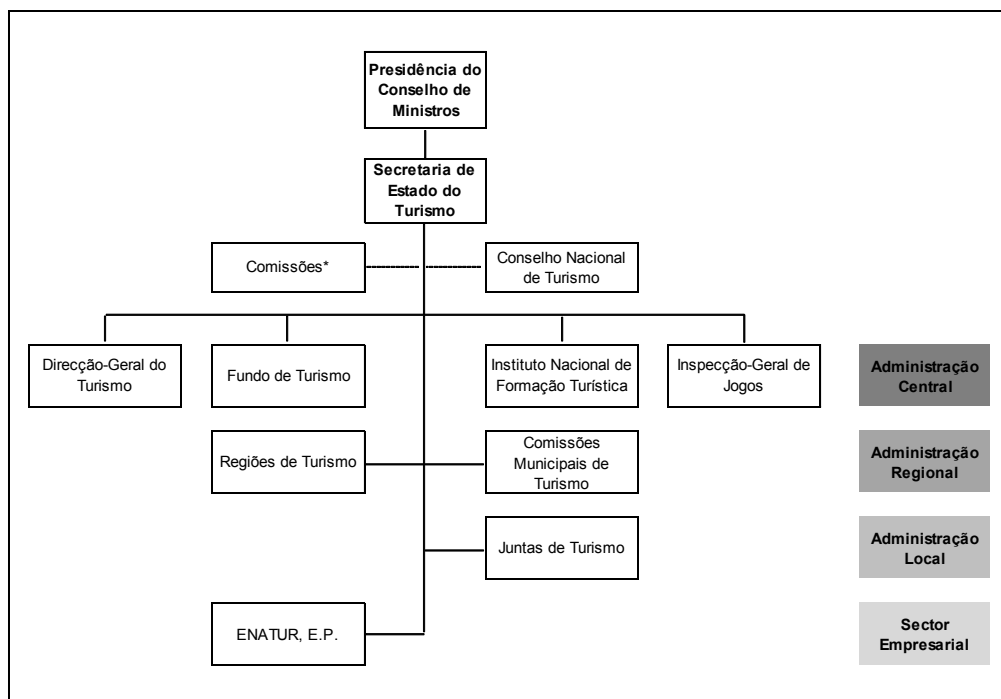 Presidência do
Conselho de
Ministros
Secretaria de
Estado do
Turismo
Comissões*
Conselho Nacional
de Turismo
Direcção-Geral do
Turismo
Fundo de Turismo
Instituto Nacional de
Formação Turística
Inspecção-Geral de
Jogos
Administração
Central
Regiões de Turismo
Comissões
Municipais de
Turismo
Administração
Regional
Juntas de Turismo
Administração
Local
ENATUR, E.P.
Sector
Empresarial